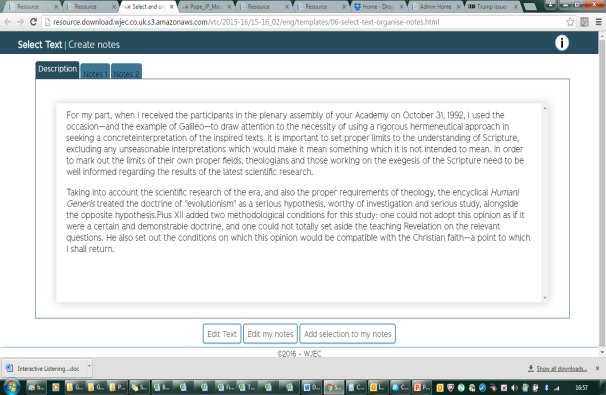 Resource
Resource
Select and org
Pope_JP_Me
Resource
Resource
Home - Drop
Admin Home
Trump issues
resource.download.wjec.co.uk.s3.amazonaws.com/vtc/2015-16/15-16_02/eng/templates/06-select-text-organise-notes.html
Select Text | Create notes
Description
Notes 1
Notes 2
For my part, when I received the participants in the plenary assembly of your Academy on October 31, 1992, I used the
occasion—and the example of Galileo—to draw attention to the necessity of using a rigorous hermeneutical approach in
seeking a concreteinterpretation of the inspired texts. It is important to set proper limits to the understanding of Scripture,
excluding any unseasonable interpretations which would make it mean something which it is not intended to mean. In order
to mark out the limits of their own proper fields, theologians and those working on the exegesis of the Scripture need to be
well informed regarding the results of the latest scientific research.
Taking into account the scientific research of the era, and also the proper requirements of theology, the encyclical Humani
Generis treated the doctrine of "evolutionism" as a serious hypothesis, worthy of investigation and serious study, alongside
the opposite hypothesis.Pius XII added two methodological conditions for this study: one could not adopt this opinion as if it
were a certain and demonstrable doctrine, and one could not totally set aside the teaching Revelation on the relevant
questions. He also set out the conditions on which this opinion would be compatible with the Christian faith—a point to which
I shall return.
Edit Text
Edit my notes
Add selection to my notes
©2016 - WJEC
Interactive Listening....doc
Show all downloads...
16:57